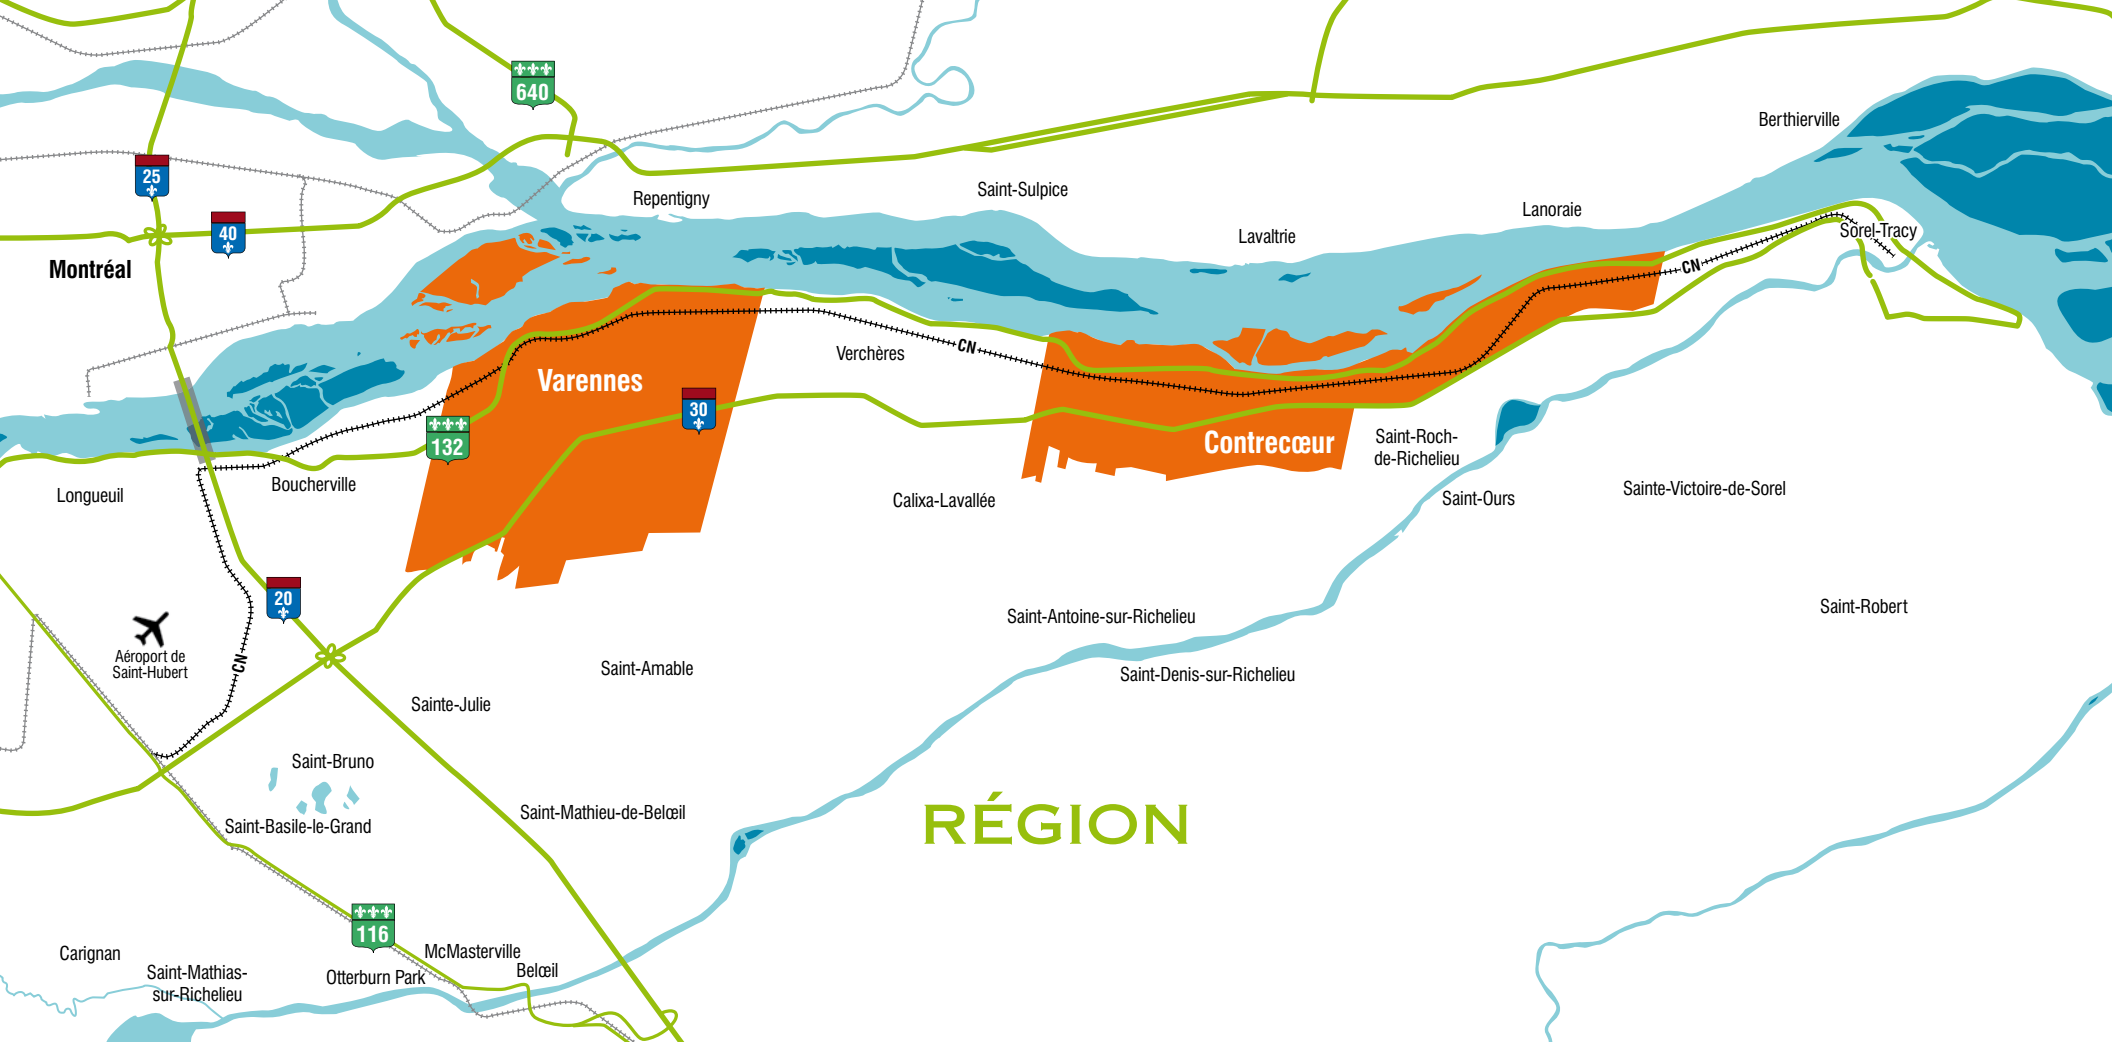 640
Berthierville
25
Repentigny
Saint-Sulpice
Lanoraie
40
Lavaltrie
Sorel-Tracy
Montréal
CN
CN
Verchères
Varennes
30
132
Contrecœur
Saint-Roch-
de-Richelieu
Boucherville
Longueuil
Calixa-Lavallée
Saint-Ours
Sainte-Victoire-de-Sorel
20
Saint-Antoine-sur-Richelieu
Saint-Robert
Aéroport de
Saint-Hubert
CN
Saint-Amable
Saint-Denis-sur-Richelieu
Sainte-Julie
Saint-Bruno
Saint-Mathieu-de-Belœil
RÉGION
Saint-Basile-le-Grand
116
Carignan
McMasterville
Saint-Mathias-
sur-Richelieu
Otterburn Park
Belœil